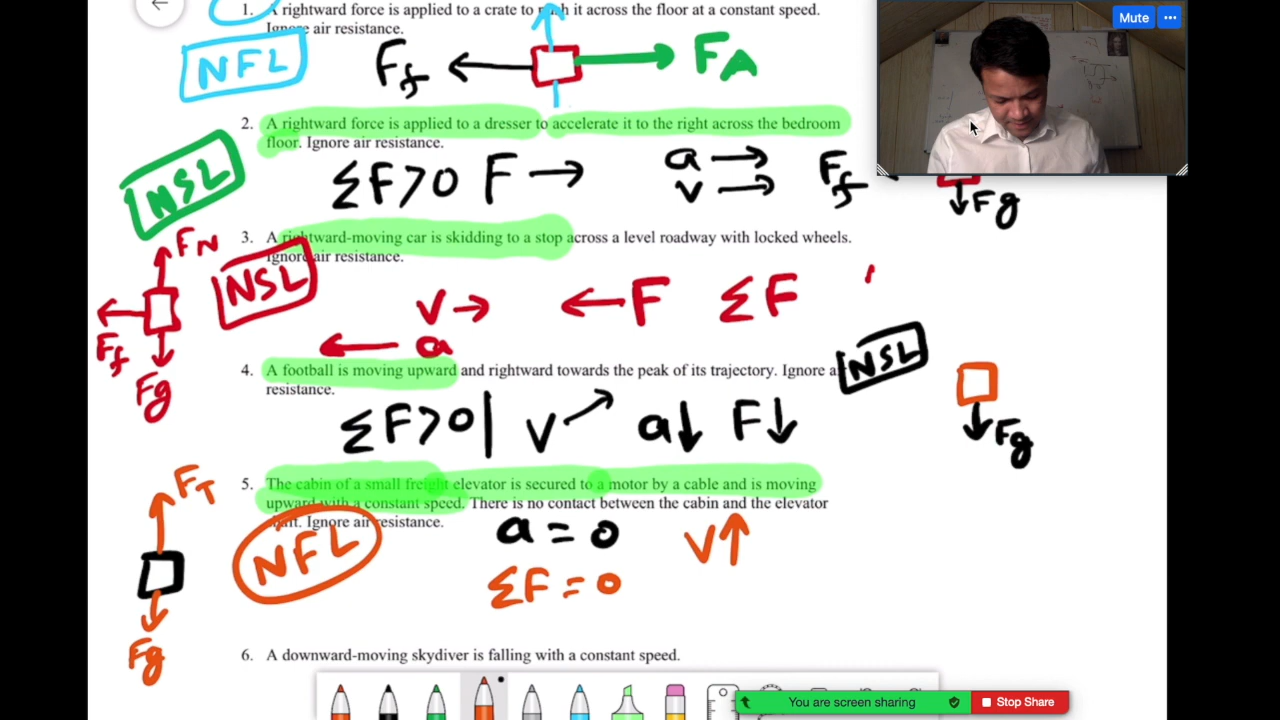 1. A rightward force is applied to a crate to push it across the floor at a constant speed.
Ignore air resistance.
NFL
Ff
FA
2. A rightward force is applied to a dresser to accelerate it to the right across the bedroom
floor. Ignore air resistance.
NSL
ΣF>0 F→
a→
v→
Ff
Fg
3. A rightward-moving car is skidding to a stop across a level roadway with locked wheels.
Ignore air resistance.
FN
NSL
Ff
Fg
v→
←F ΣF
←a
4. A football is moving upward and rightward towards the peak of its trajectory. Ignore
resistance.
NSL
ΣF>0| v↗ a↓ F↓
Fg
5. The cabin of a small freight elevator is secured to a motor by a cable and is moving
upward with a constant speed. There is no contact between the cabin and the elevator
Ignore air resistance.
FT
NFL
Fg
a=0
v↑
ΣF=0
6. A downward-moving skydiver is falling with a constant speed.
Mute
You are screen sharing
Stop Share